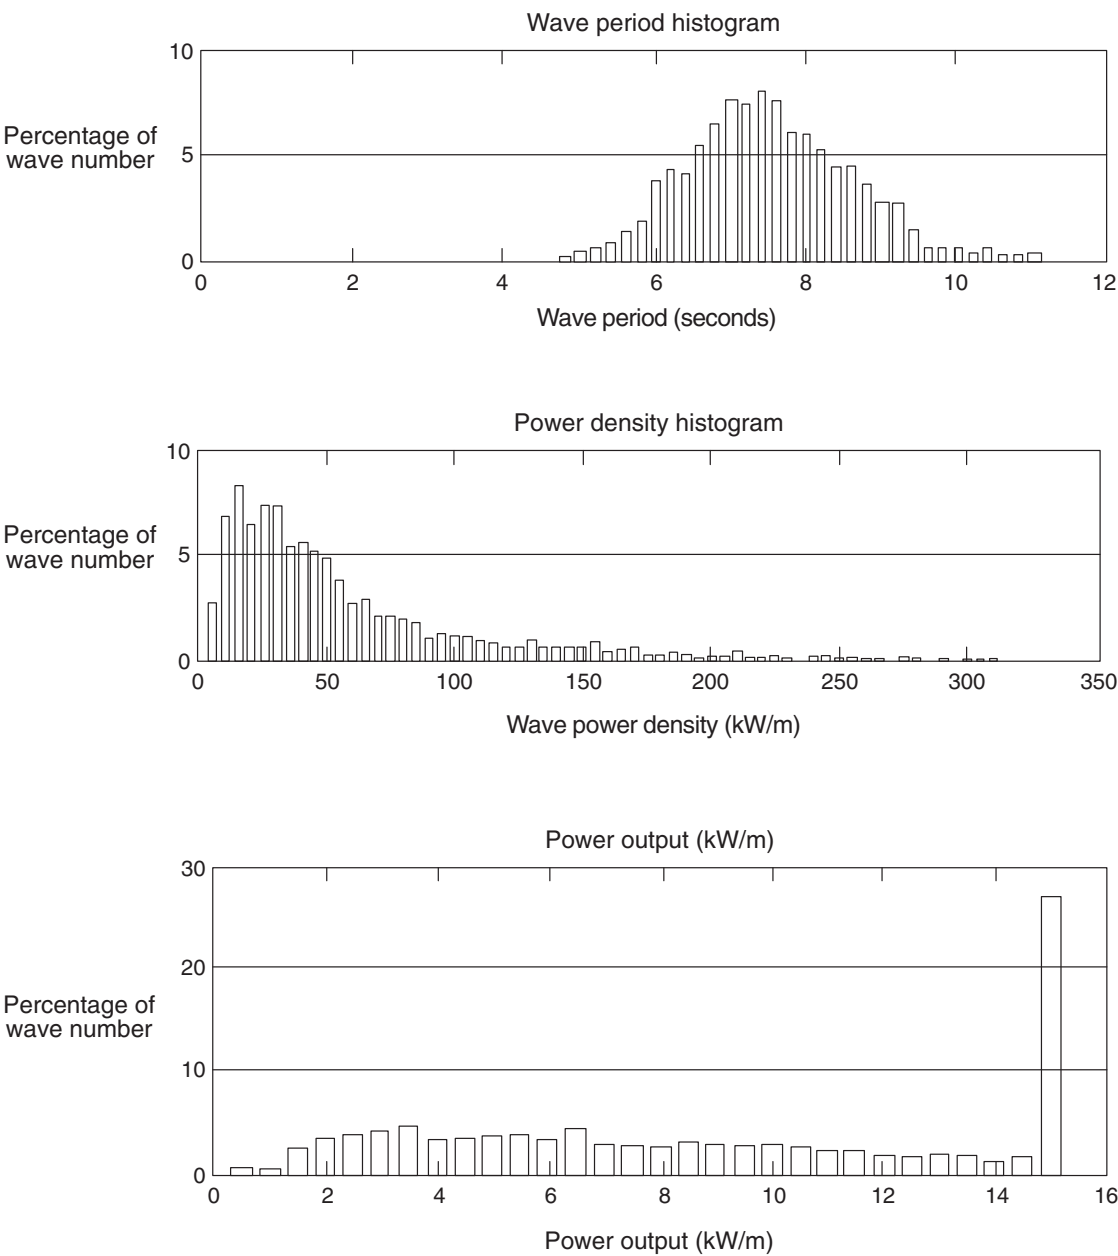 Wave period histogram
10
Percentage of
wave number
5
0
0 2 4 6 8 10 12
Wave period (seconds)
Power density histogram
10
Percentage of
wave number
5
0
0 50 100 150 200 250 300 350
Wave power density (kW/m)
Power output (kW/m)
30
20
Percentage of
wave number
10
0
0 2 4 6 8 10 12 14 16
Power output (kW/m)